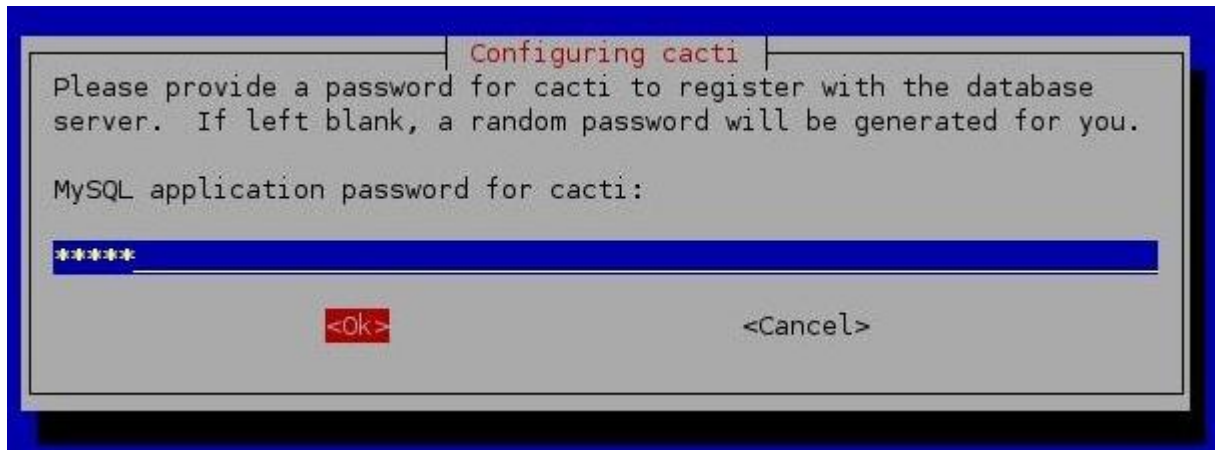 Configuring cacti
Please provide a password for cacti to register with the database
server.  If left blank, a random password will be generated for you.
MySQL application password for cacti:
*****
<Ok> <Cancel>